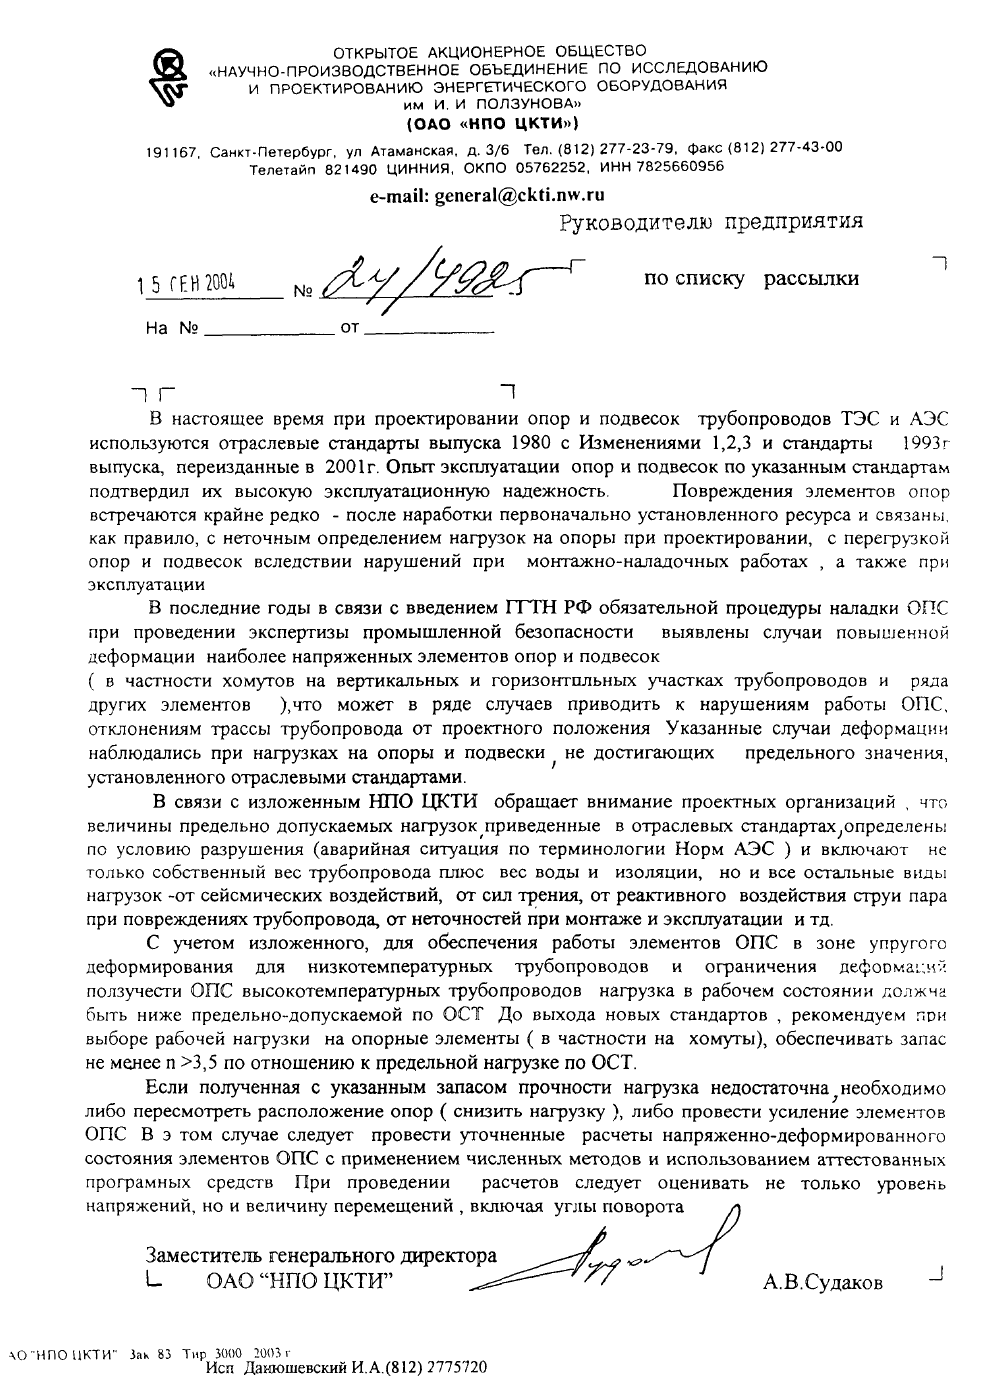 ОТКРЫТОЕ АКЦИОНЕРНОЕ ОБЩЕСТВО
«НАУЧНО-ПРОИЗВОДСТВЕННОЕ ОБЪЕДИНЕНИЕ ПО ИССЛЕДОВАНИЮ
И ПРОЕКТИРОВАНИЮ ЭНЕРГЕТИЧЕСКОГО ОБОРУДОВАНИЯ
им И. И ПОЛЗУНОВА»
(ОАО «НПО ЦКТИ»)
191167, Санкт-Петербург, ул Атаманская, д. 3/6 Тел. (812) 277-23-79, Факс (812) 277-43-00
Телетайп 821490 ЦИННИЯ, ОКПО 05762252, ИНН 7825660956
e-mail: general@ckti.nw.ru
Руководителю предприятия
15 СЕН 2004 № 24/4925
по списку рассылки
На № ____________ от ____________
В настоящее время при проектировании опор и подвесок трубопроводов ТЭС и АЭС
используются отраслевые стандарты выпуска 1980 с Изменениями 1,2,3 и стандарты 1993г
выпуска, переизданные в 2001г. Опыт эксплуатации опор и подвесок по указанным стандартам
подтвердил их высокую эксплуатационную надежность. Повреждения элементов опор
встречаются крайне редко - после наработки первоначально установленного ресурса и связаны,
как правило, с неточным определением нагрузок на опоры при проектировании, с перегрузкой
опор и подвесок вследствии нарушений при монтажно-наладочных работах , а также при
эксплуатации
В последние годы в связи с введением ГГТН РФ обязательной процедуры наладки ОПС
при проведении экспертизы промышленной безопасности выявлены случаи повышенной
деформации наиболее напряженных элементов опор и подвесок
( в частности хомутов на вертикальных и горизонтпльных участках трубопроводов и ряда
других элементов ),что может в ряде случаев приводить к нарушениям работы ОПС,
отклонениям трассы трубопровода от проектного положения Указанные случаи деформации
наблюдались при нагрузках на опоры и подвески , не достигающих предельного значения,
установленного отраслевыми стандартами.
В связи с изложенным НПО ЦКТИ обращает внимание проектных организаций , что
величины предельно допускаемых нагрузок,приведенные в отраслевых стандартах,определены
по условию разрушения (аварийная ситуация по терминологии Норм АЭС ) и включают не
только собственный вес трубопровода плюс вес воды и изоляции, но и все остальные виды
нагрузок -от сейсмических воздействий, от сил трения, от реактивного воздействия струи пара
при повреждениях трубопровода, от неточностей при монтаже и эксплуатации и тд.
С учетом изложенного, для обеспечения работы элементов ОПС в зоне упругого
деформирования для низкотемпературных трубопроводов и ограничения деформаций
ползучести ОПС высокотемпературных трубопроводов нагрузка в рабочем состоянии должна
быть ниже предельно-допускаемой по ОСТ До выхода новых стандартов , рекомендуем при
выборе рабочей нагрузки на опорные элементы ( в частности на хомуты), обеспечивать запас
не менее n >3,5 по отношению к предельной нагрузке по ОСТ.
Если полученная с указанным запасом прочности нагрузка недостаточна,необходимо
либо пересмотреть расположение опор ( снизить нагрузку ), либо провести усиление элементов
ОПС В э том случае следует провести уточненные расчеты напряженно-деформированного
состояния элементов ОПС с применением численных методов и использованием аттестованных
програмных средств При проведении расчетов следует оценивать не только уровень
напряжений, но и величину перемещений , включая углы поворота
Заместитель генерального директора
ОАО “НПО ЦКТИ” А.В.Судаков
АО "НПО ЦКТИ" Зак 83 Тир 3000 2003 г
Исп Данюшевский И.А.(812) 2775720